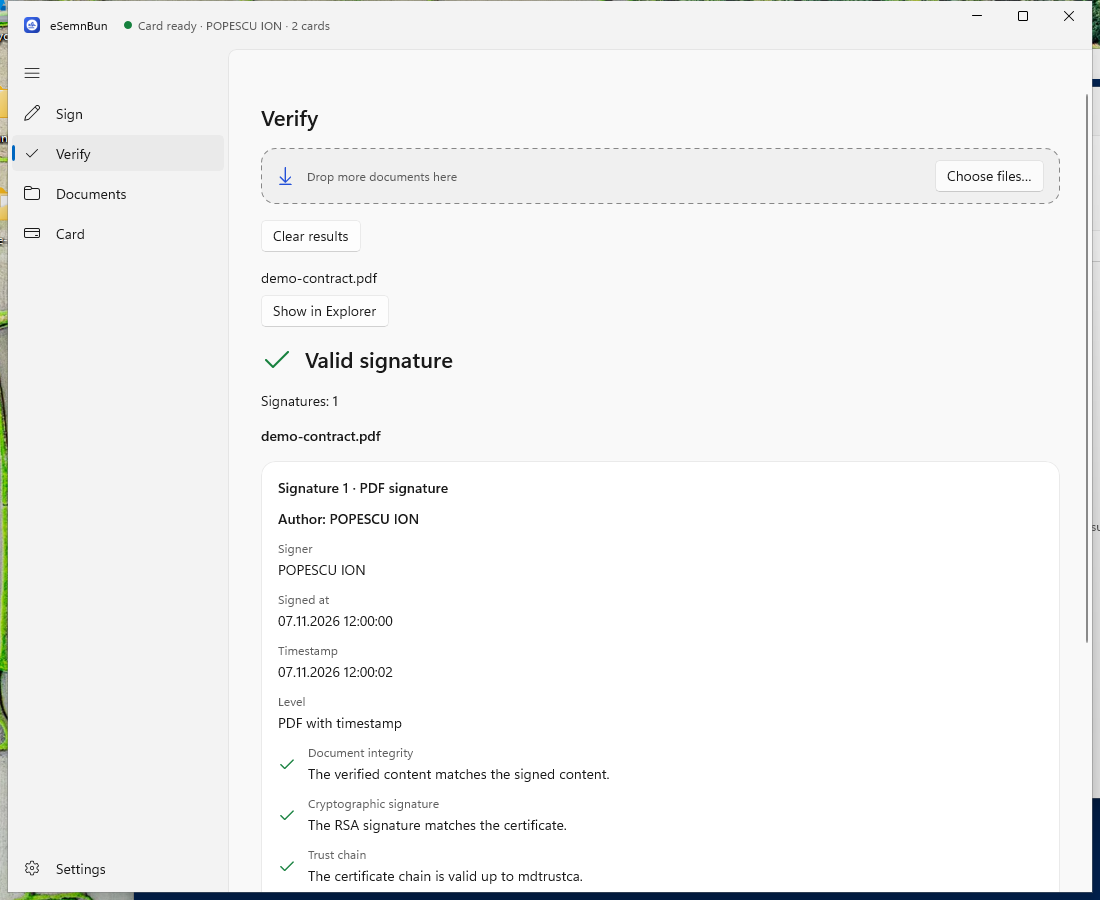 eSemnBun
Card ready · POPESCU ION · 2 cards
Sign
Verify
Documents
Card
Settings
Verify
Drop more documents here
Choose files...
Clear results
demo-contract.pdf
Show in Explorer
Valid signature
Signatures: 1
demo-contract.pdf
Signature 1 · PDF signature
Author: POPESCU ION
Signer
POPESCU ION
Signed at
07.11.2026 12:00:00
Timestamp
07.11.2026 12:00:02
Level
PDF with timestamp
Document integrity
The verified content matches the signed content.
Cryptographic signature
The RSA signature matches the certificate.
Trust chain
The certificate chain is valid up to mdtrustca.